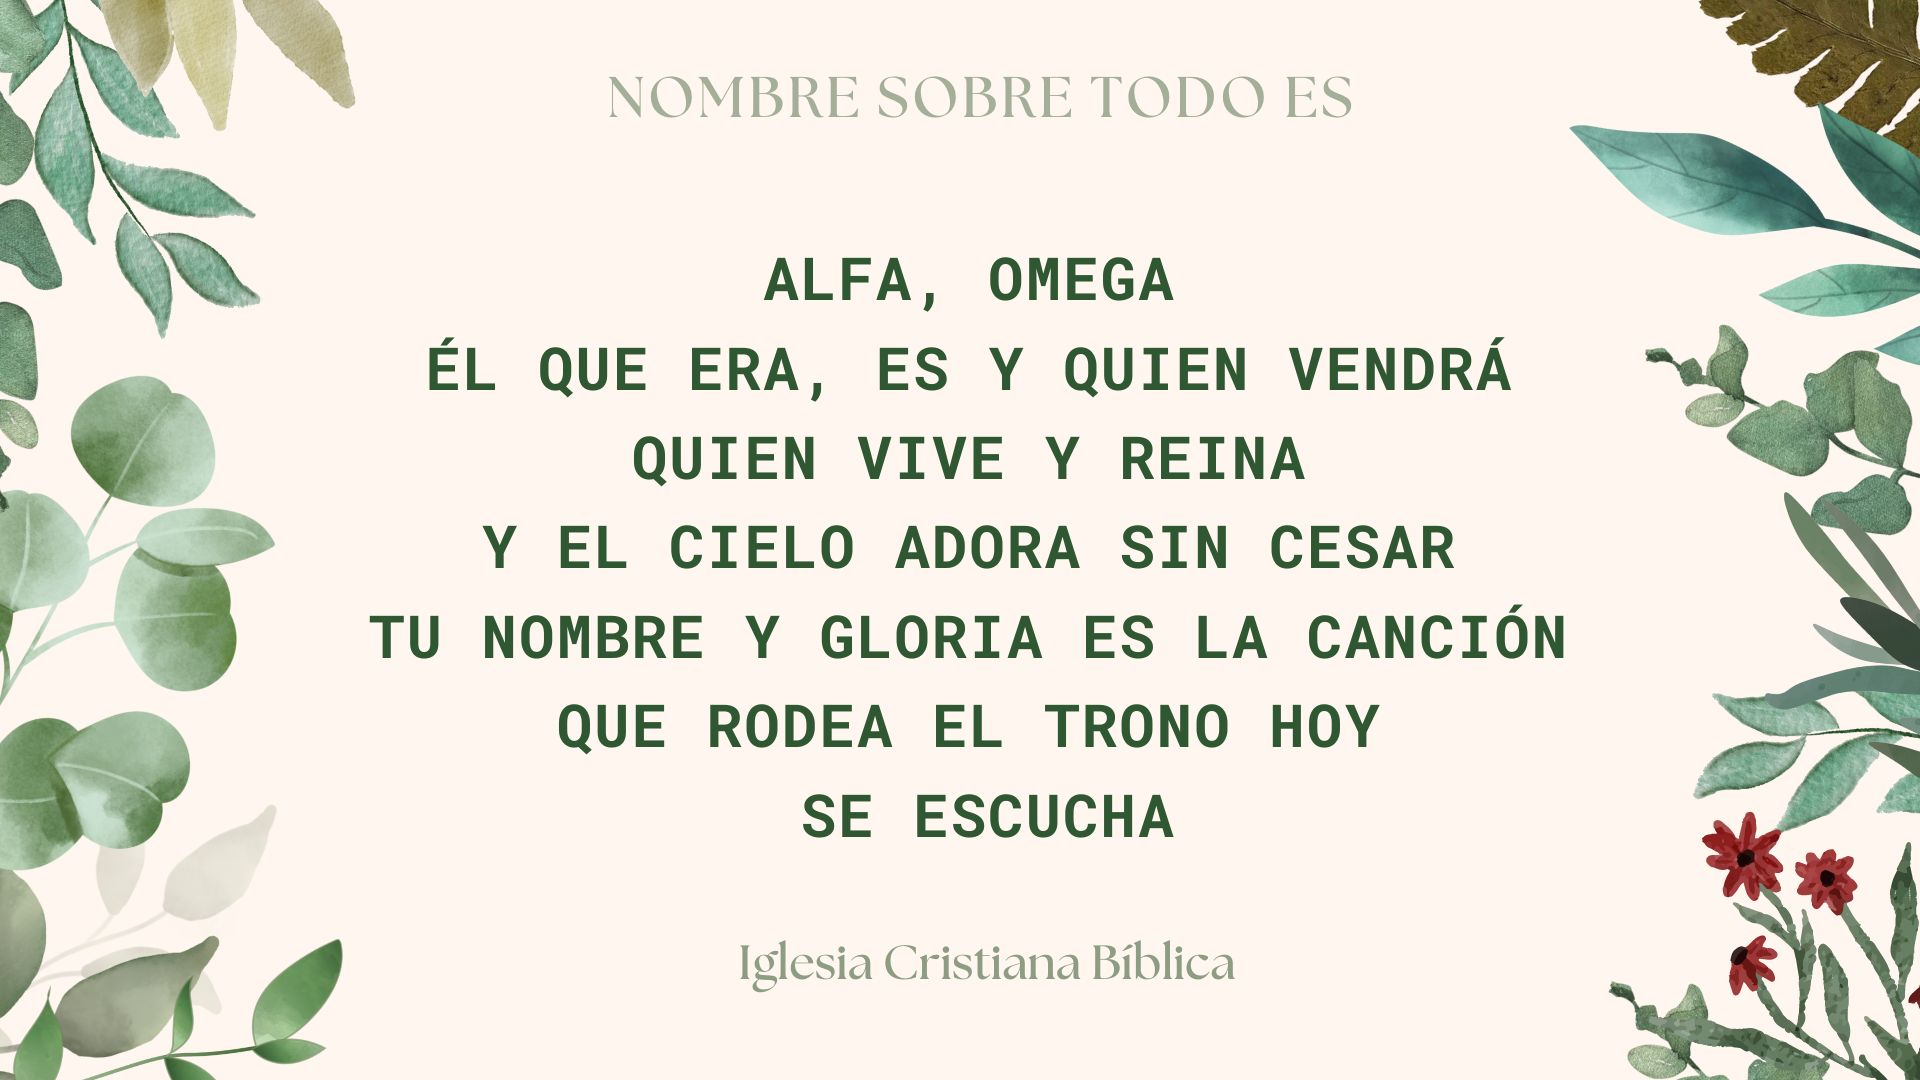 NOMBRE SOBRE TODO ES
ALFA, OMEGA
ÉL QUE ERA, ES Y QUIEN VENDRÁ
QUIEN VIVE Y REINA
Y EL CIELO ADORA SIN CESAR
TU NOMBRE Y GLORIA ES LA CANCIÓN
QUE RODEA EL TRONO HOY
SE ESCUCHA
Iglesia Cristiana Bíblica